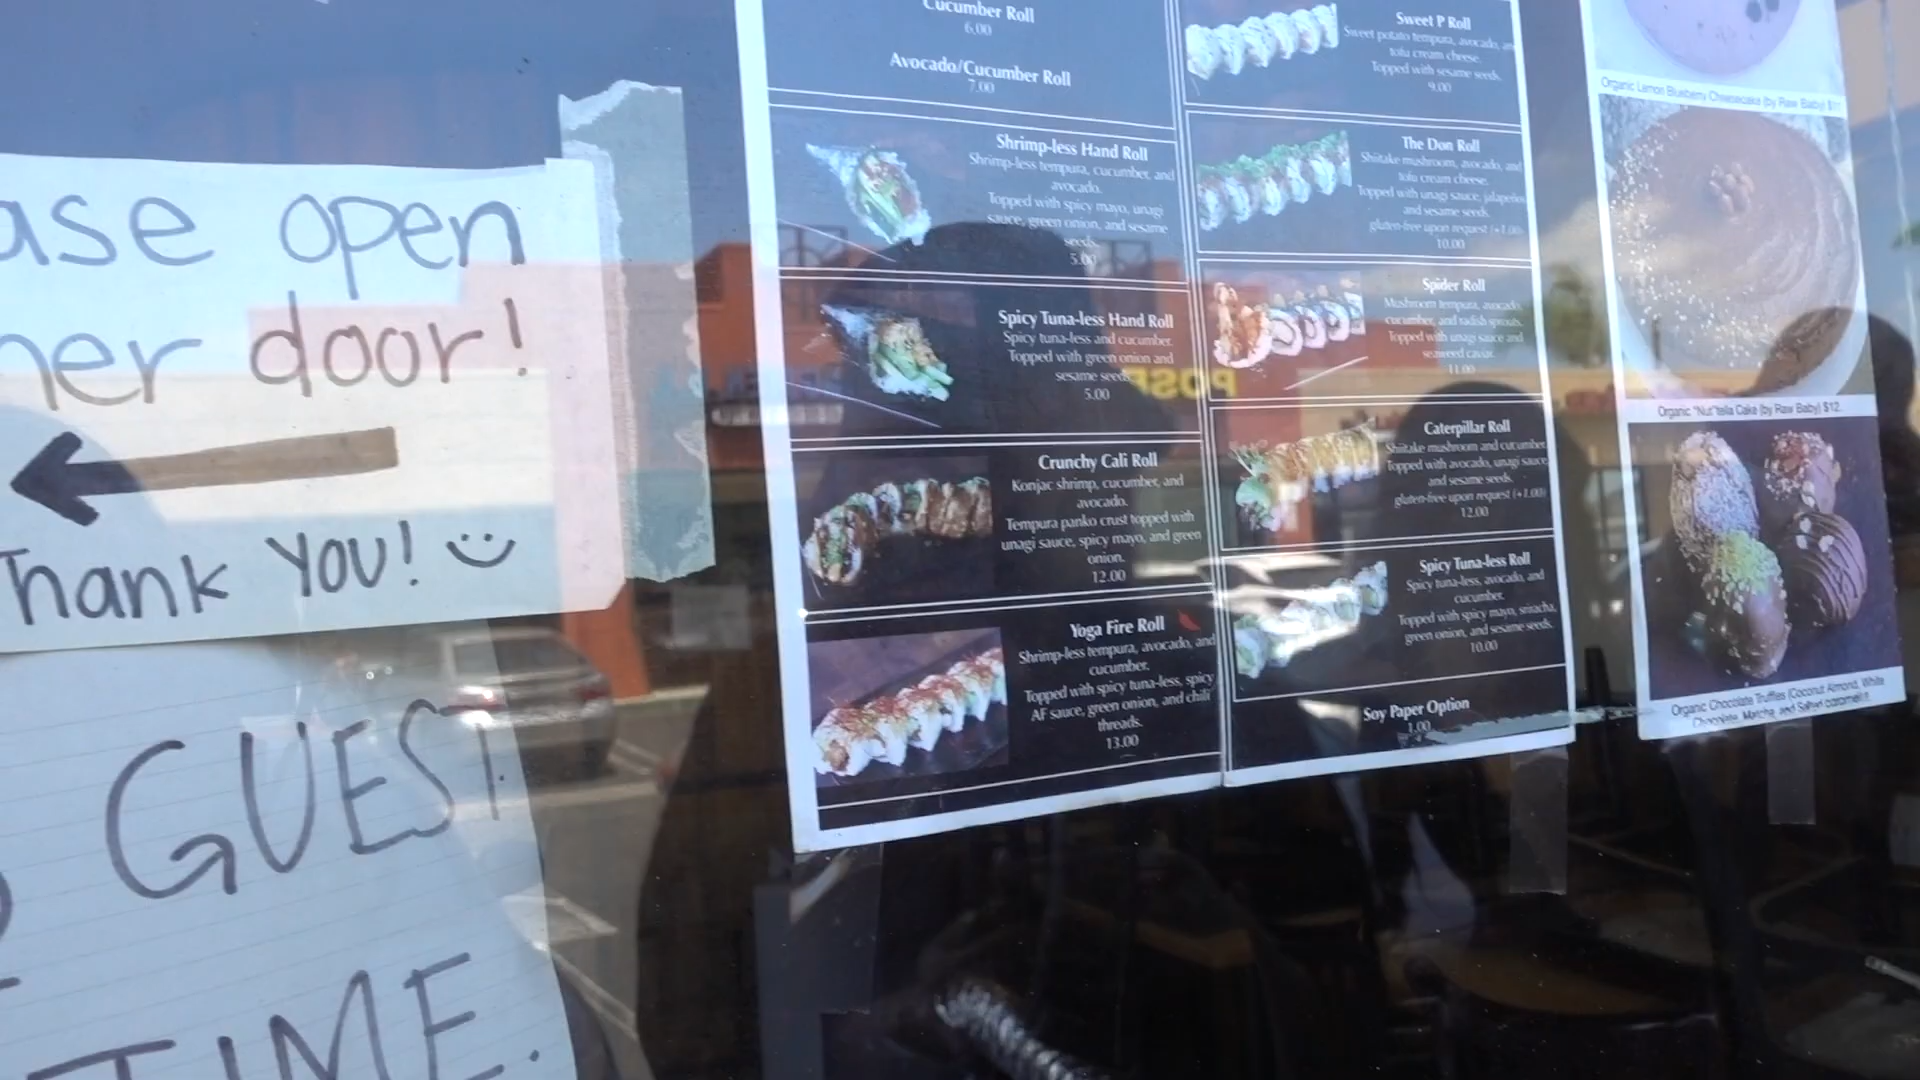 ase open
her door!
Thank YOU!
GUEST
TIME.
Cucumber Roll
6.00
Avocado/Cucumber Roll
7.00
Shrimp-less Hand Roll
Shrimp-less tempura, cucumber, and
avocado.
Topped with spicy mayo, unagi
sauce, green onion, and sesame
seeds.
5.00
Spicy Tuna-less Hand Roll
Spicy tuna-less and cucumber.
Topped with green onion and
sesame seeds.
5.00
Crunchy Cali Roll
Konjac shrimp, cucumber, and
avocado.
Tempura panko crust topped with
unagi sauce, spicy mayo, and green
onion.
12.00
Yoga Fire Roll
Shrimp-less tempura, avocado, and
cucumber.
Topped with spicy tuna-less, spicy
AF sauce, green onion, and chili
threads.
13.00
Sweet P Roll
Sweet potato tempura, avocado, an
tofu cream cheese.
Topped with sesame seeds.
9.00
The Don Roll
Shiitake mushroom, avocado, and
tofu cream cheese.
Topped with unagi sauce, jalapeños
and sesame seeds.
gluten-free upon request (+1.00)
10.00
Spider Roll
Mushroom tempura, avocado,
cucumber, and radish sprouts.
Topped with unagi sauce and
seaweed caviar.
11.00
Caterpillar Roll
Shiitake mushroom and cucumber
Topped with avocado, unagi sauce,
and sesame seeds.
gluten-free upon request (+1.00)
12.00
Spicy Tuna-less Roll
Spicy tuna-less, avocado, and
cucumber.
Topped with spicy mayo, sriracha,
green onion, and sesame seeds.
10.00
Soy Paper Option
1.00
Organic Lemon Blueberry Cheesecake (by Raw Baby) $11
Organic "Nut"tella Cake (by Raw Baby) $12.
Organic Chocolate Truffles (Coconut Almond, White
Chocolate, Matcha, and Salted caramel)